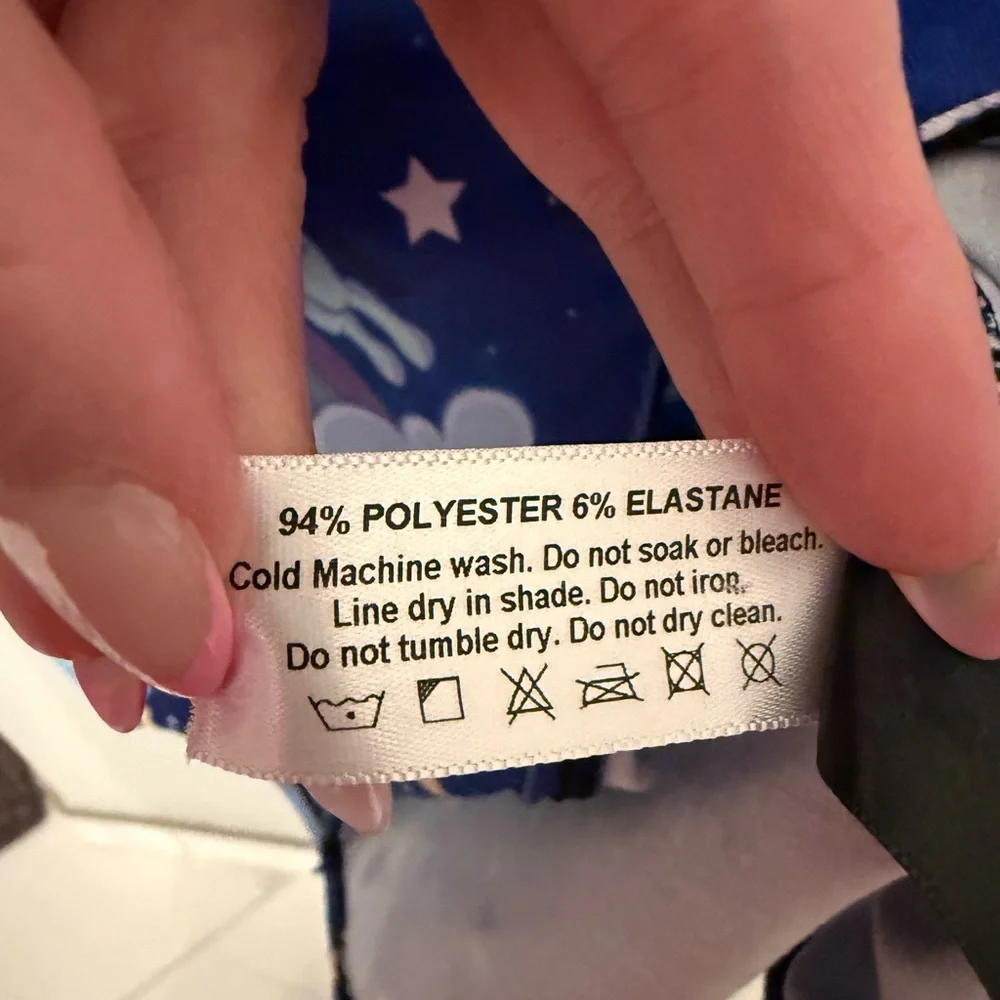 94% POLYESTER 6% ELASTANE
Cold Machine wash. Do not soak or bleach.
Line dry in shade. Do not iron.
Do not tumble dry. Do not dry clean.